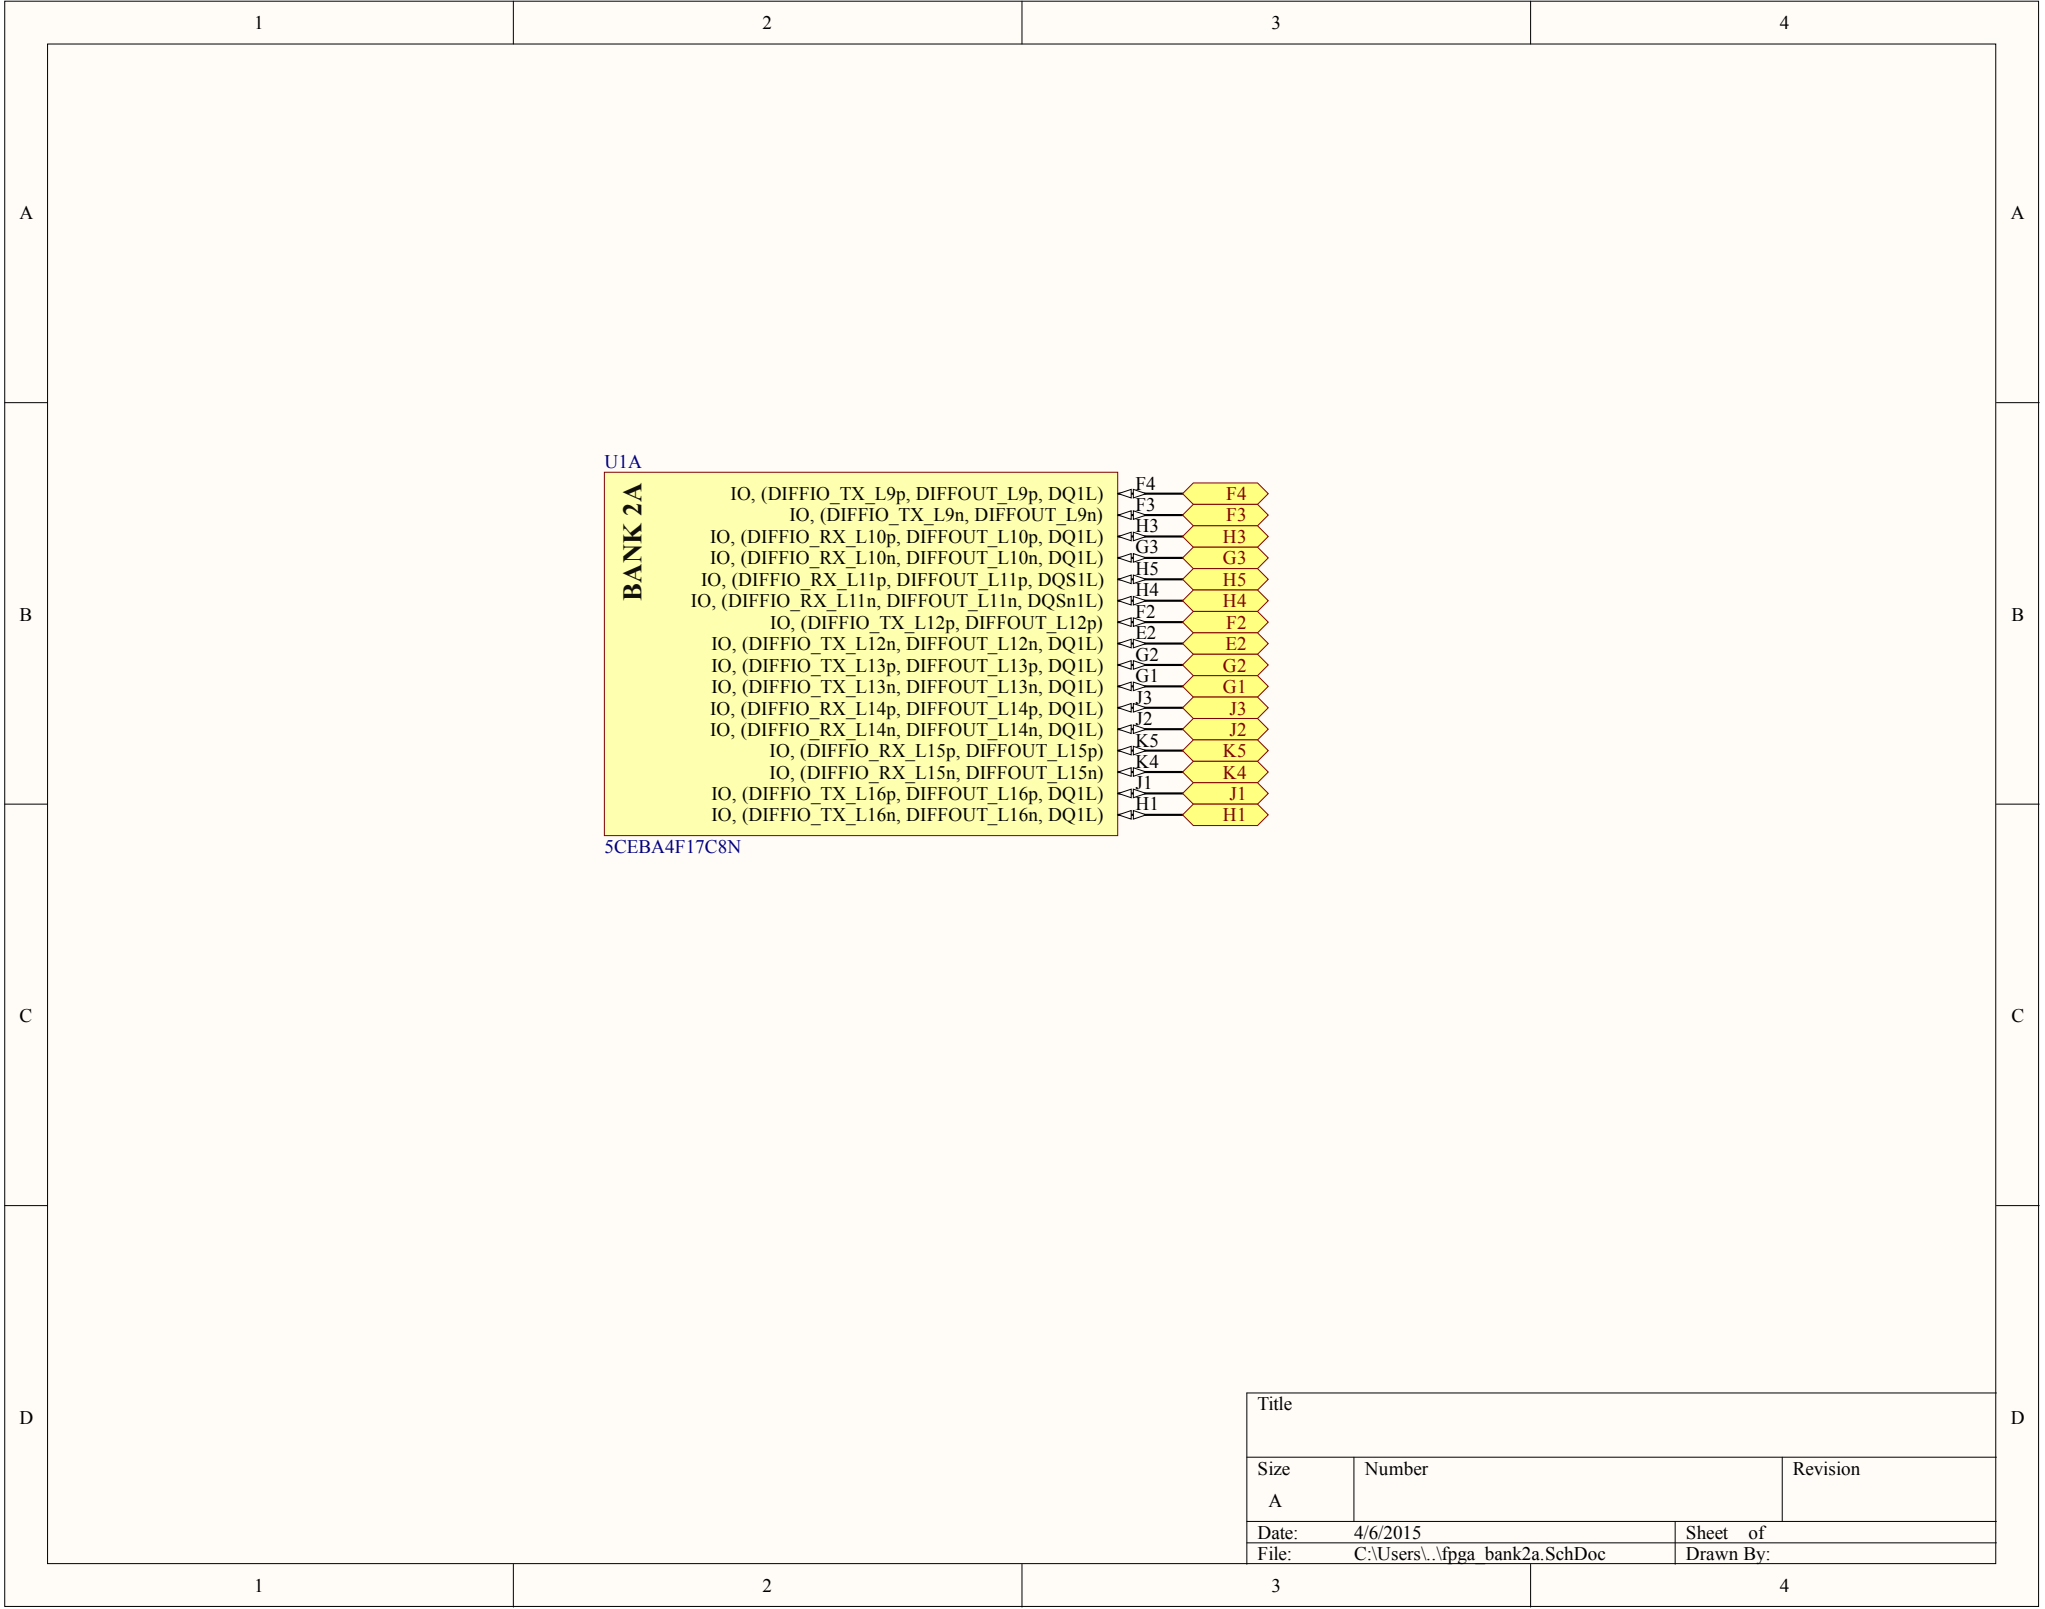 1 2 3 4
A A
U1A
BANK 2A
IO, (DIFFIO_TX_L9p, DIFFOUT_L9p, DQ1L) F4 F4
IO, (DIFFIO_TX_L9n, DIFFOUT_L9n) F3 F3
IO, (DIFFIO_RX_L10p, DIFFOUT_L10p, DQ1L) H3 H3
IO, (DIFFIO_RX_L10n, DIFFOUT_L10n, DQ1L) G3 G3
IO, (DIFFIO_RX_L11p, DIFFOUT_L11p, DQS1L) H5 H5
IO, (DIFFIO_RX_L11n, DIFFOUT_L11n, DQSn1L) H4 H4
B B
IO, (DIFFIO_TX_L12p, DIFFOUT_L12p) F2 F2
IO, (DIFFIO_TX_L12n, DIFFOUT_L12n, DQ1L) E2 E2
IO, (DIFFIO_TX_L13p, DIFFOUT_L13p, DQ1L) G2 G2
IO, (DIFFIO_TX_L13n, DIFFOUT_L13n, DQ1L) G1 G1
IO, (DIFFIO_RX_L14p, DIFFOUT_L14p, DQ1L) J3 J3
IO, (DIFFIO_RX_L14n, DIFFOUT_L14n, DQ1L) J2 J2
IO, (DIFFIO_RX_L15p, DIFFOUT_L15p) K5 K5
IO, (DIFFIO_RX_L15n, DIFFOUT_L15n) K4 K4
IO, (DIFFIO_TX_L16p, DIFFOUT_L16p, DQ1L) J1 J1
IO, (DIFFIO_TX_L16n, DIFFOUT_L16n, DQ1L) H1 H1
5CEBA4F17C8N
C C
D D
Title
Size Number Revision
A
Date: 4/6/2015 Sheet of
File: C:\Users\..\fpga_bank2a.SchDoc Drawn By:
1 2 3 4